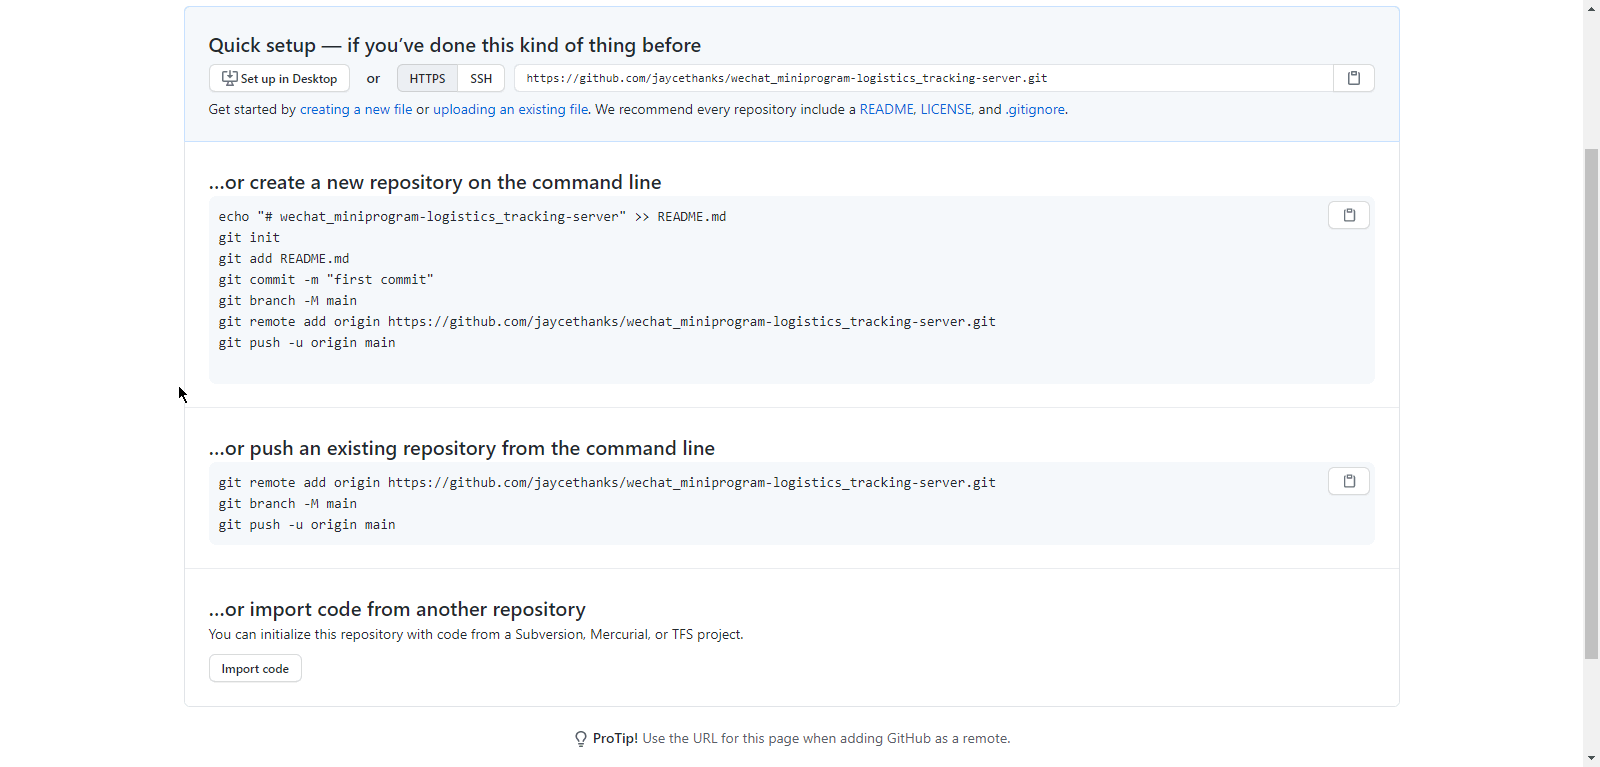 Quick setup — if you’ve done this kind of thing before
Set up in Desktop or HTTPS SSH https://github.com/jaycethanks/wechat_miniprogram-logistics_tracking-server.git
Get started by creating a new file or uploading an existing file. We recommend every repository include a README, LICENSE, and .gitignore.
…or create a new repository on the command line
echo "# wechat_miniprogram-logistics_tracking-server" >> README.md
git init
git add README.md
git commit -m "first commit"
git branch -M main
git remote add origin https://github.com/jaycethanks/wechat_miniprogram-logistics_tracking-server.git
git push -u origin main
…or push an existing repository from the command line
git remote add origin https://github.com/jaycethanks/wechat_miniprogram-logistics_tracking-server.git
git branch -M main
git push -u origin main
…or import code from another repository
You can initialize this repository with code from a Subversion, Mercurial, or TFS project.
Import code
ProTip! Use the URL for this page when adding GitHub as a remote.